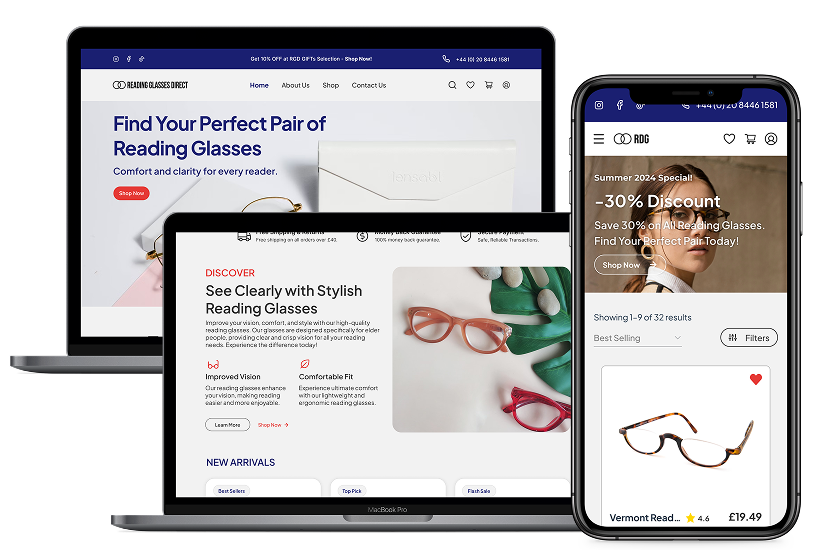 Get 10% OFF at RGD GIFTs Selection - Shop Now!
+44 (0) 20 8446 1581
READING GLASSES DIRECT
Home
About Us
Shop
Contact Us
Find Your Perfect Pair of
Reading Glasses
Comfort and clarity for every reader.
Shop Now
Free Shipping & Returns
Free shipping on all orders over £40.
Money Back Guarantee
100% money back guarantee.
Secure Payment
Safe, Reliable Transactions.
DISCOVER
See Clearly with Stylish
Reading Glasses
Improve your vision, comfort, and style with our high-quality
reading glasses. Our glasses are designed specifically for elder
people, providing clear and crisp vision for all your reading
needs. Experience the difference today!
Improved Vision
Our reading glasses enhance
your vision, making reading
easier and more enjoyable.
Comfortable Fit
Experience ultimate comfort
with our lightweight and
ergonomic reading glasses.
Learn More
Shop Now
NEW ARRIVALS
Best Sellers
Top Pick
Flash Sale
MacBook Pro
+44 (0) 20 8446 1581
RDG
Summer 2024 Special!
-30% Discount
Save 30% on All Reading Glasses.
Find Your Perfect Pair Today!
Shop Now
Showing 1-9 of 32 results
Best Selling
Filters
Vermont Read...
4.6
£19.49